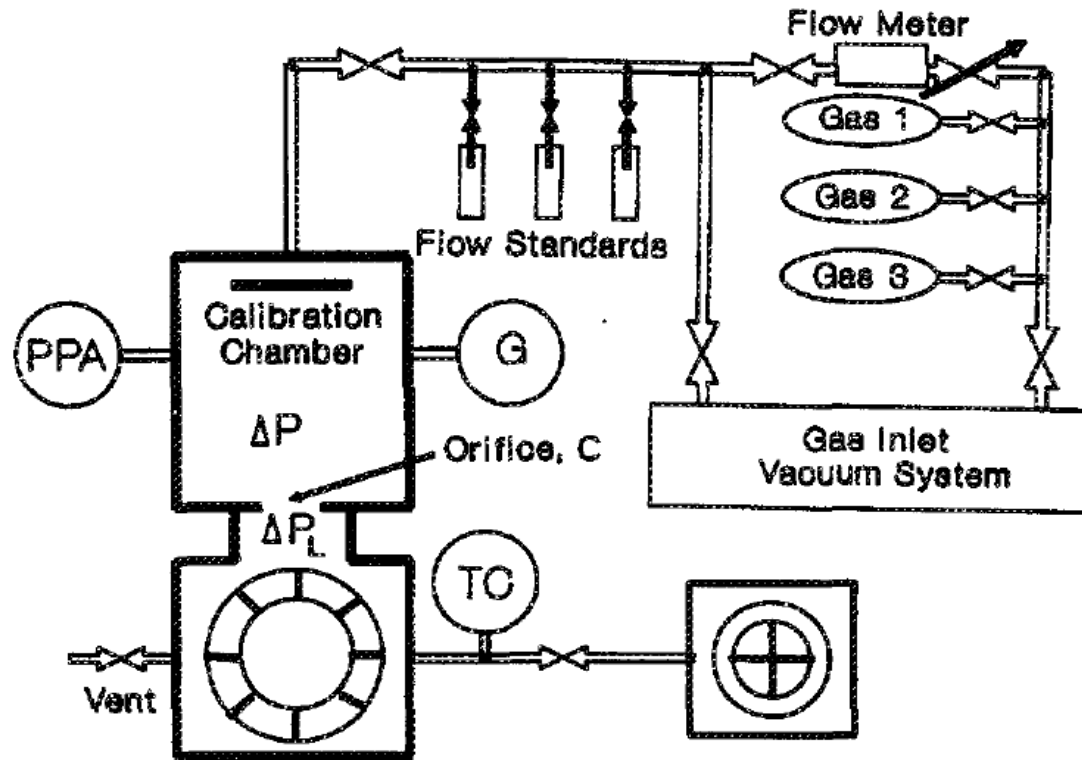 Flow Meter
Gas 1
Gas 2
Gas 3
Flow Standards
Calibration
Chamber
PPA
G
ΔP
Orifice, C
Gas Inlet
Vacuum System
ΔP_L
TC
Vent